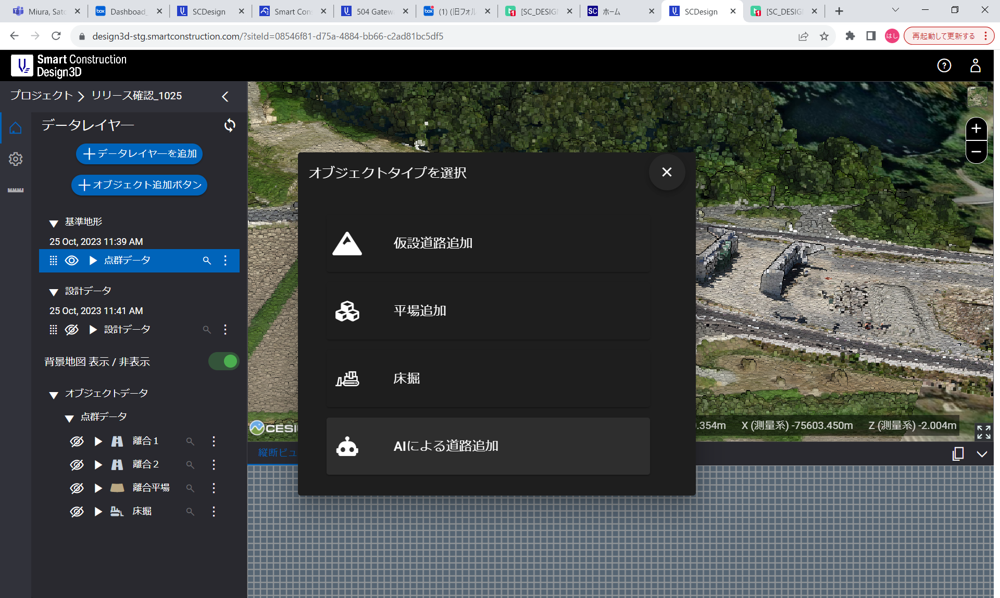 Miura, Sato
Dashboad_
SCDesign
Smart Con
504 Gatew
(1) (旧フォル
[SC_DESIG
ホーム
SCDesign
[SC_DESIG
design3d-stg.smartconstruction.com/?siteId=08546f81-d75a-4884-bb66-c2ad81bc5df5
はし
再起動して更新する
Smart Construction
Design3D
プロジェクト > リリース確認_1025
データレイヤー
データレイヤーを追加
オブジェクト追加ボタン
基準地形
25 Oct, 2023 11:39 AM
点群データ
設計データ
25 Oct, 2023 11:41 AM
設計データ
背景地図 表示 / 非表示
オブジェクトデータ
点群データ
離合１
離合２
離合平場
床掘
オブジェクトタイプを選択
仮設道路追加
平場追加
床掘
AIによる道路追加
CESI
.354m X (測量系) -75603.450m Z (測量系) -2.004m
縦断ビュ